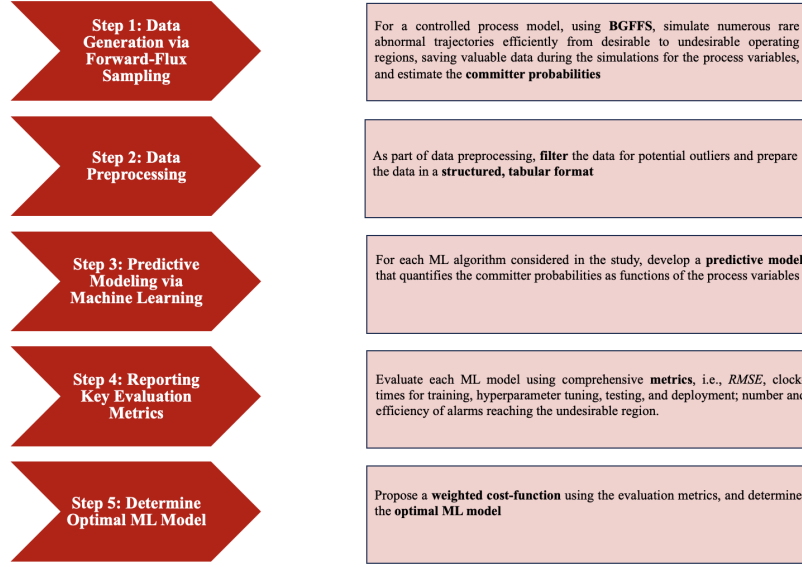 Step 1: Data
Generation via
Forward-Flux
Sampling
For a controlled process model, using BGFFS, simulate numerous rare
abnormal trajectories efficiently from desirable to undesirable operating
regions, saving valuable data during the simulations for the process variables,
and estimate the committer probabilities
Step 2: Data
Preprocessing
As part of data preprocessing, filter the data for potential outliers and prepare
the data in a structured, tabular format
Step 3: Predictive
Modeling via
Machine Learning
For each ML algorithm considered in the study, develop a predictive model
that quantifies the committer probabilities as functions of the process variables
Step 4: Reporting
Key Evaluation
Metrics
Evaluate each ML model using comprehensive metrics, i.e., RMSE, clock
times for training, hyperparameter tuning, testing, and deployment; number and
efficiency of alarms reaching the undesirable region.
Step 5: Determine
Optimal ML Model
Propose a weighted cost-function using the evaluation metrics, and determine
the optimal ML model